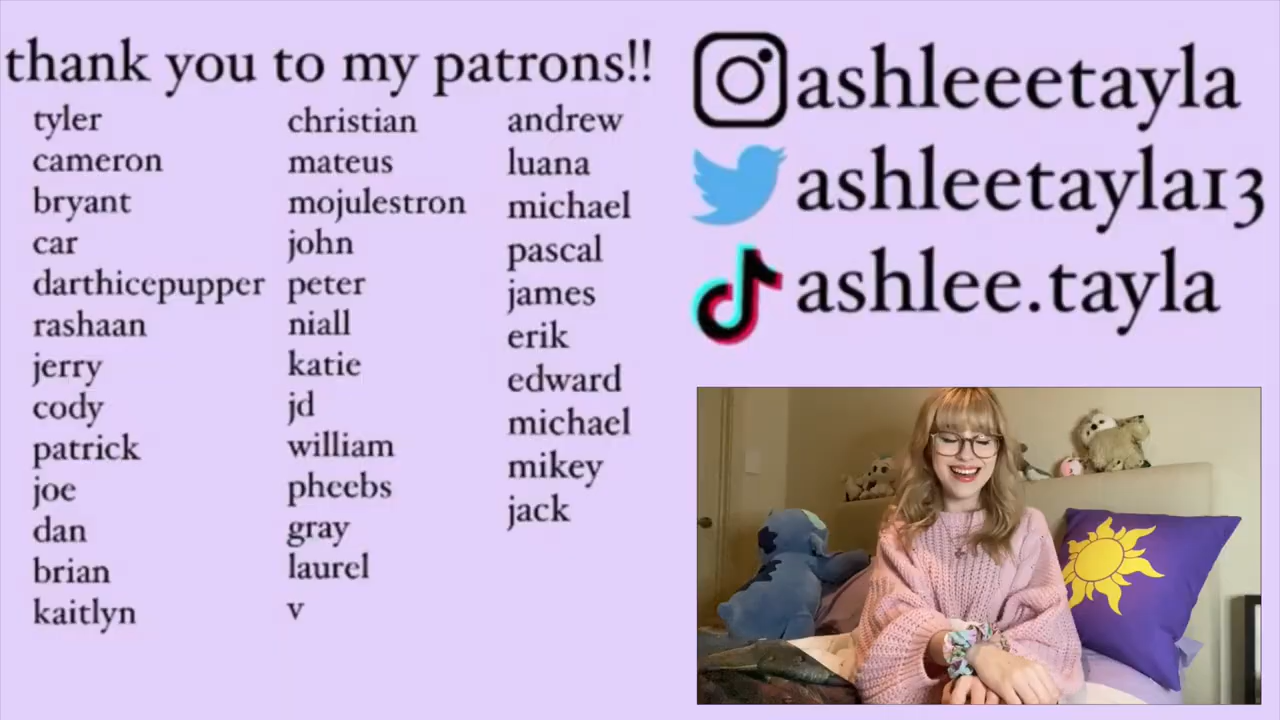 thank you to my patrons!!
tyler
cameron
bryant
car
darthicepupper
rashaan
jerry
cody
patrick
joe
dan
brian
kaitlyn
christian
mateus
mojulestron
john
peter
niall
katie
jd
william
pheebs
gray
laurel
v
andrew
luana
michael
pascal
james
erik
edward
michael
mikey
jack
ashleeetayla
ashleetayla13
ashlee.tayla